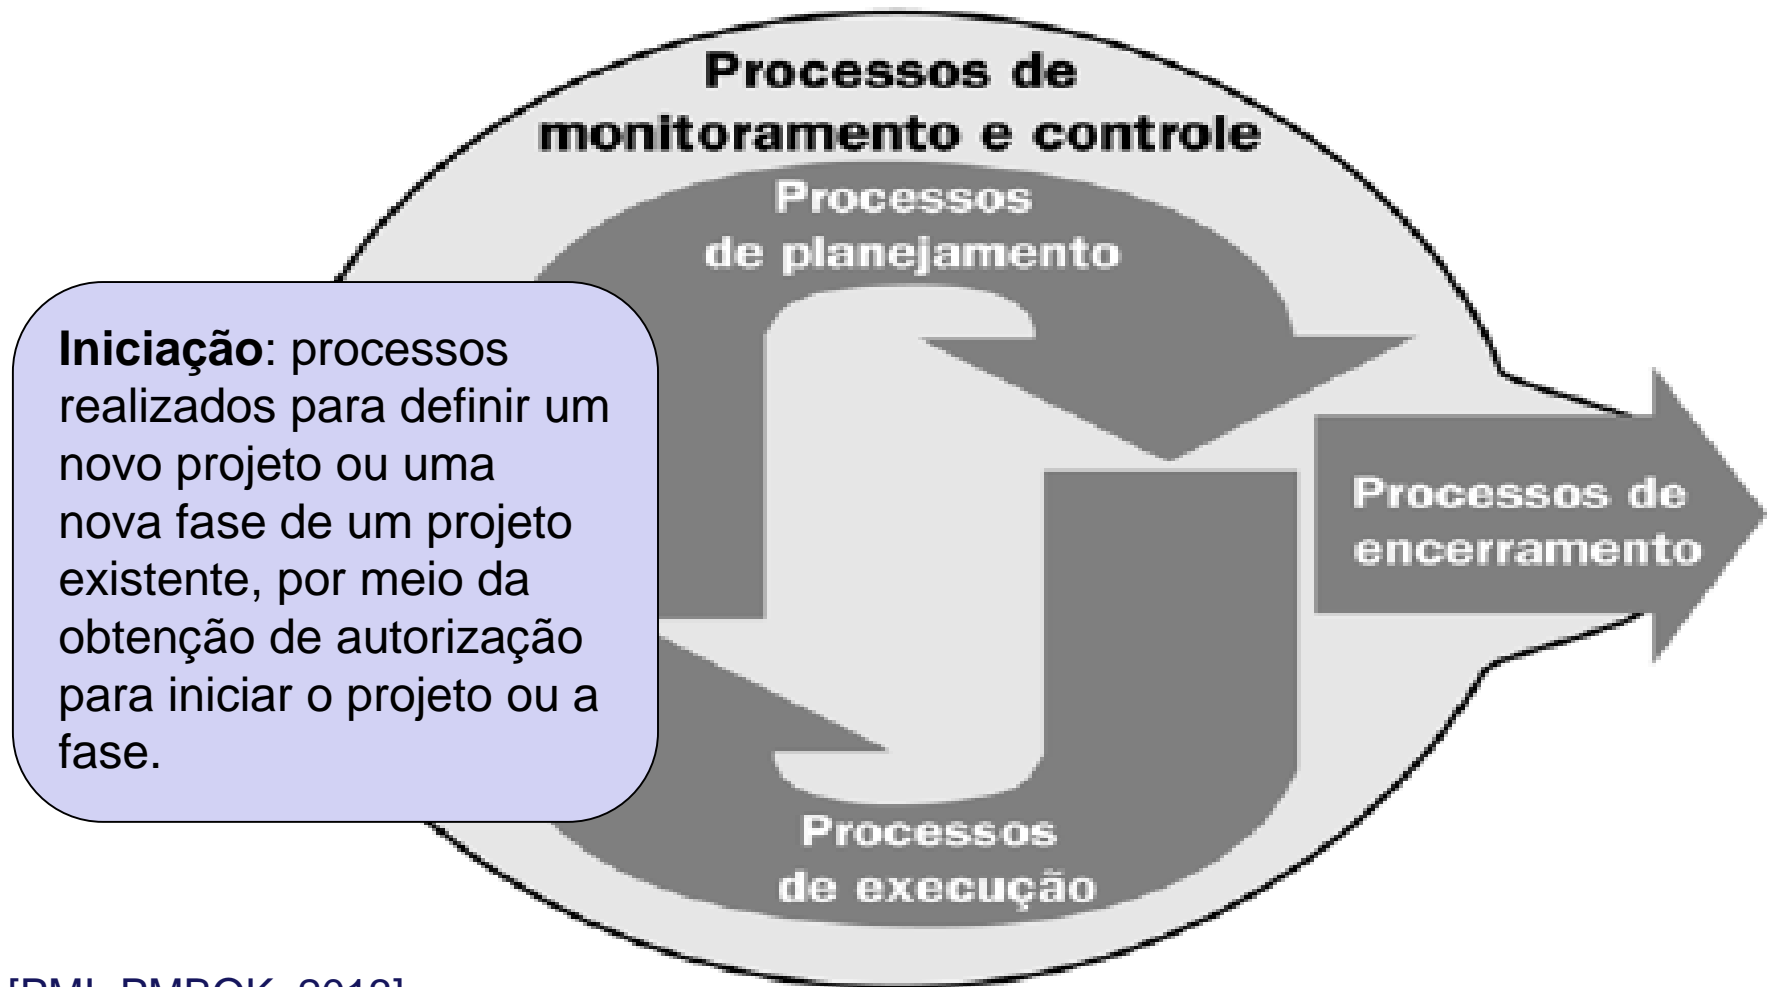 Processos de
monitoramento e controle
Processos
de planejamento
Iniciação: processos
realizados para definir um
novo projeto ou uma
nova fase de um projeto
existente, por meio da
obtenção de autorização
para iniciar o projeto ou a
fase.
Processos de
encerramento
Processos
de execução
[PMI, PMBOK,